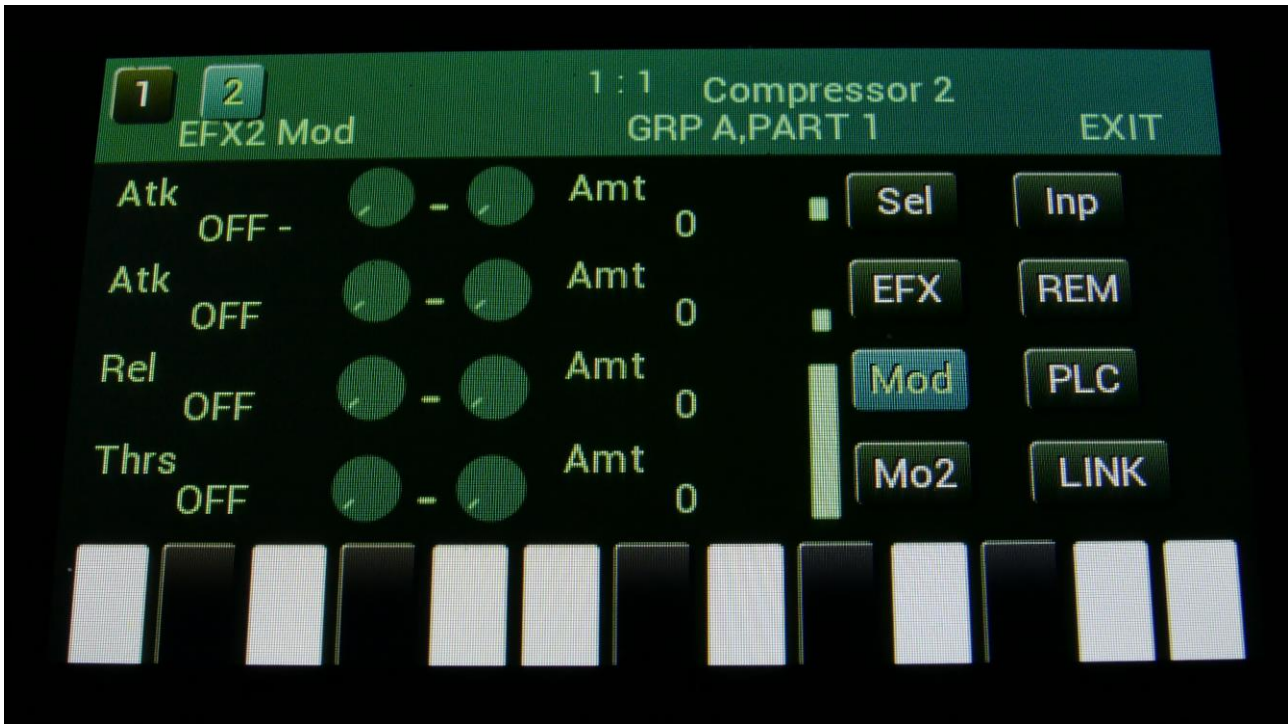 1 2 1 : 1 Compressor 2
EFX2 Mod GRP A,PART 1 EXIT
Atk Amt Sel Inp
OFF - - 0
Atk Amt EFX REM
OFF - 0
Rel Amt Mod PLC
OFF - 0
Thrs Amt Mo2 LINK
OFF - 0